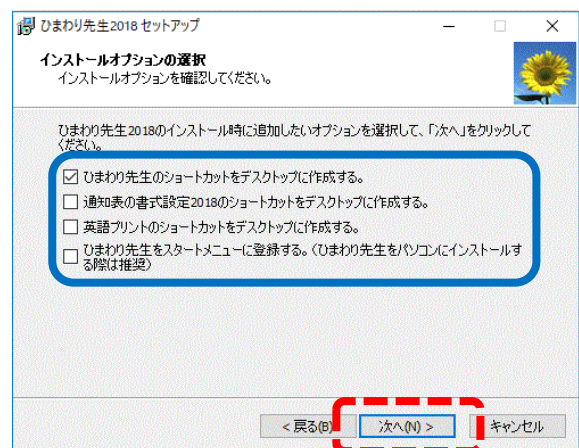 ひまわり先生2018 セットアップ
インストールオプションの選択
インストールオプションを確認してください。
ひまわり先生2018のインストール時に追加したいオプションを選択して、「次へ」をクリックして
ください。
ひまわり先生のショートカットをデスクトップに作成する。
通知表の書式設定2018のショートカットをデスクトップに作成する。
英語プリントのショートカットをデスクトップに作成する。
ひまわり先生をスタートメニューに登録する。(ひまわり先生をパソコンにインストールす
る際は推奨)
< 戻る(B) 次へ(N) > キャンセル